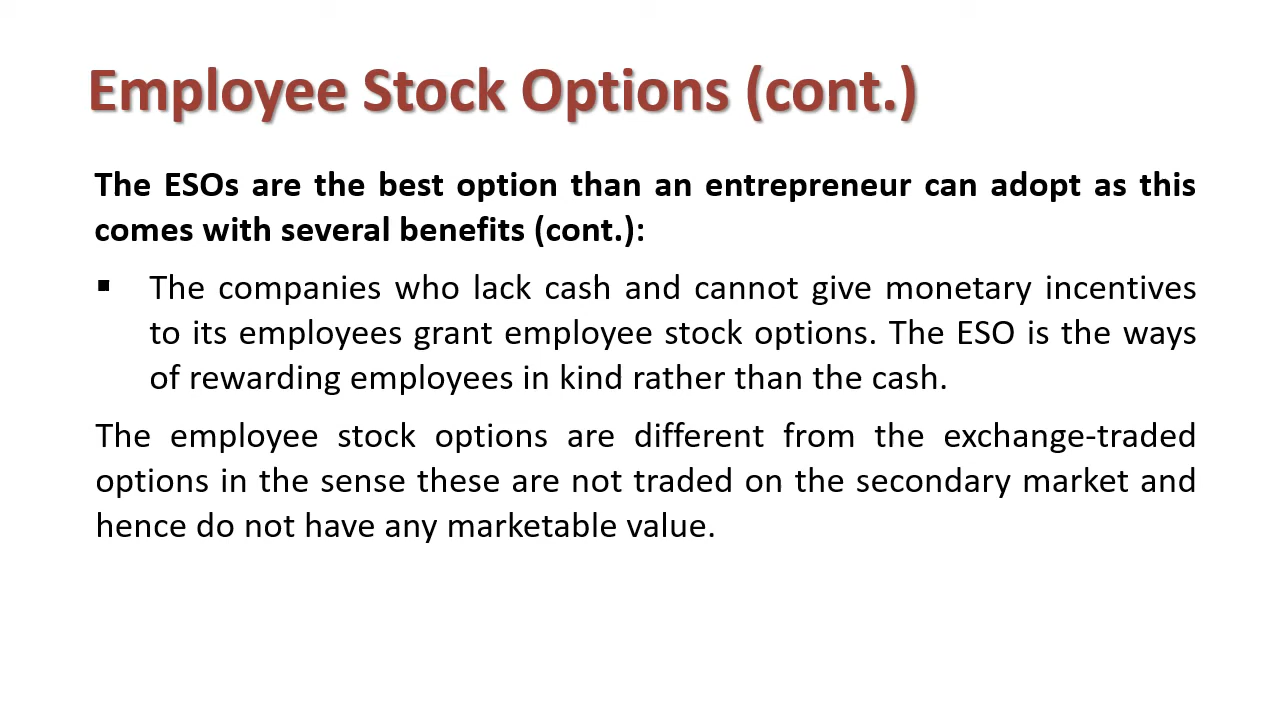 Employee Stock Options (cont.)
The ESOs are the best option than an entrepreneur can adopt as this
comes with several benefits (cont.):
▪ The companies who lack cash and cannot give monetary incentives
to its employees grant employee stock options. The ESO is the ways
of rewarding employees in kind rather than the cash.
The employee stock options are different from the exchange-traded
options in the sense these are not traded on the secondary market and
hence do not have any marketable value.